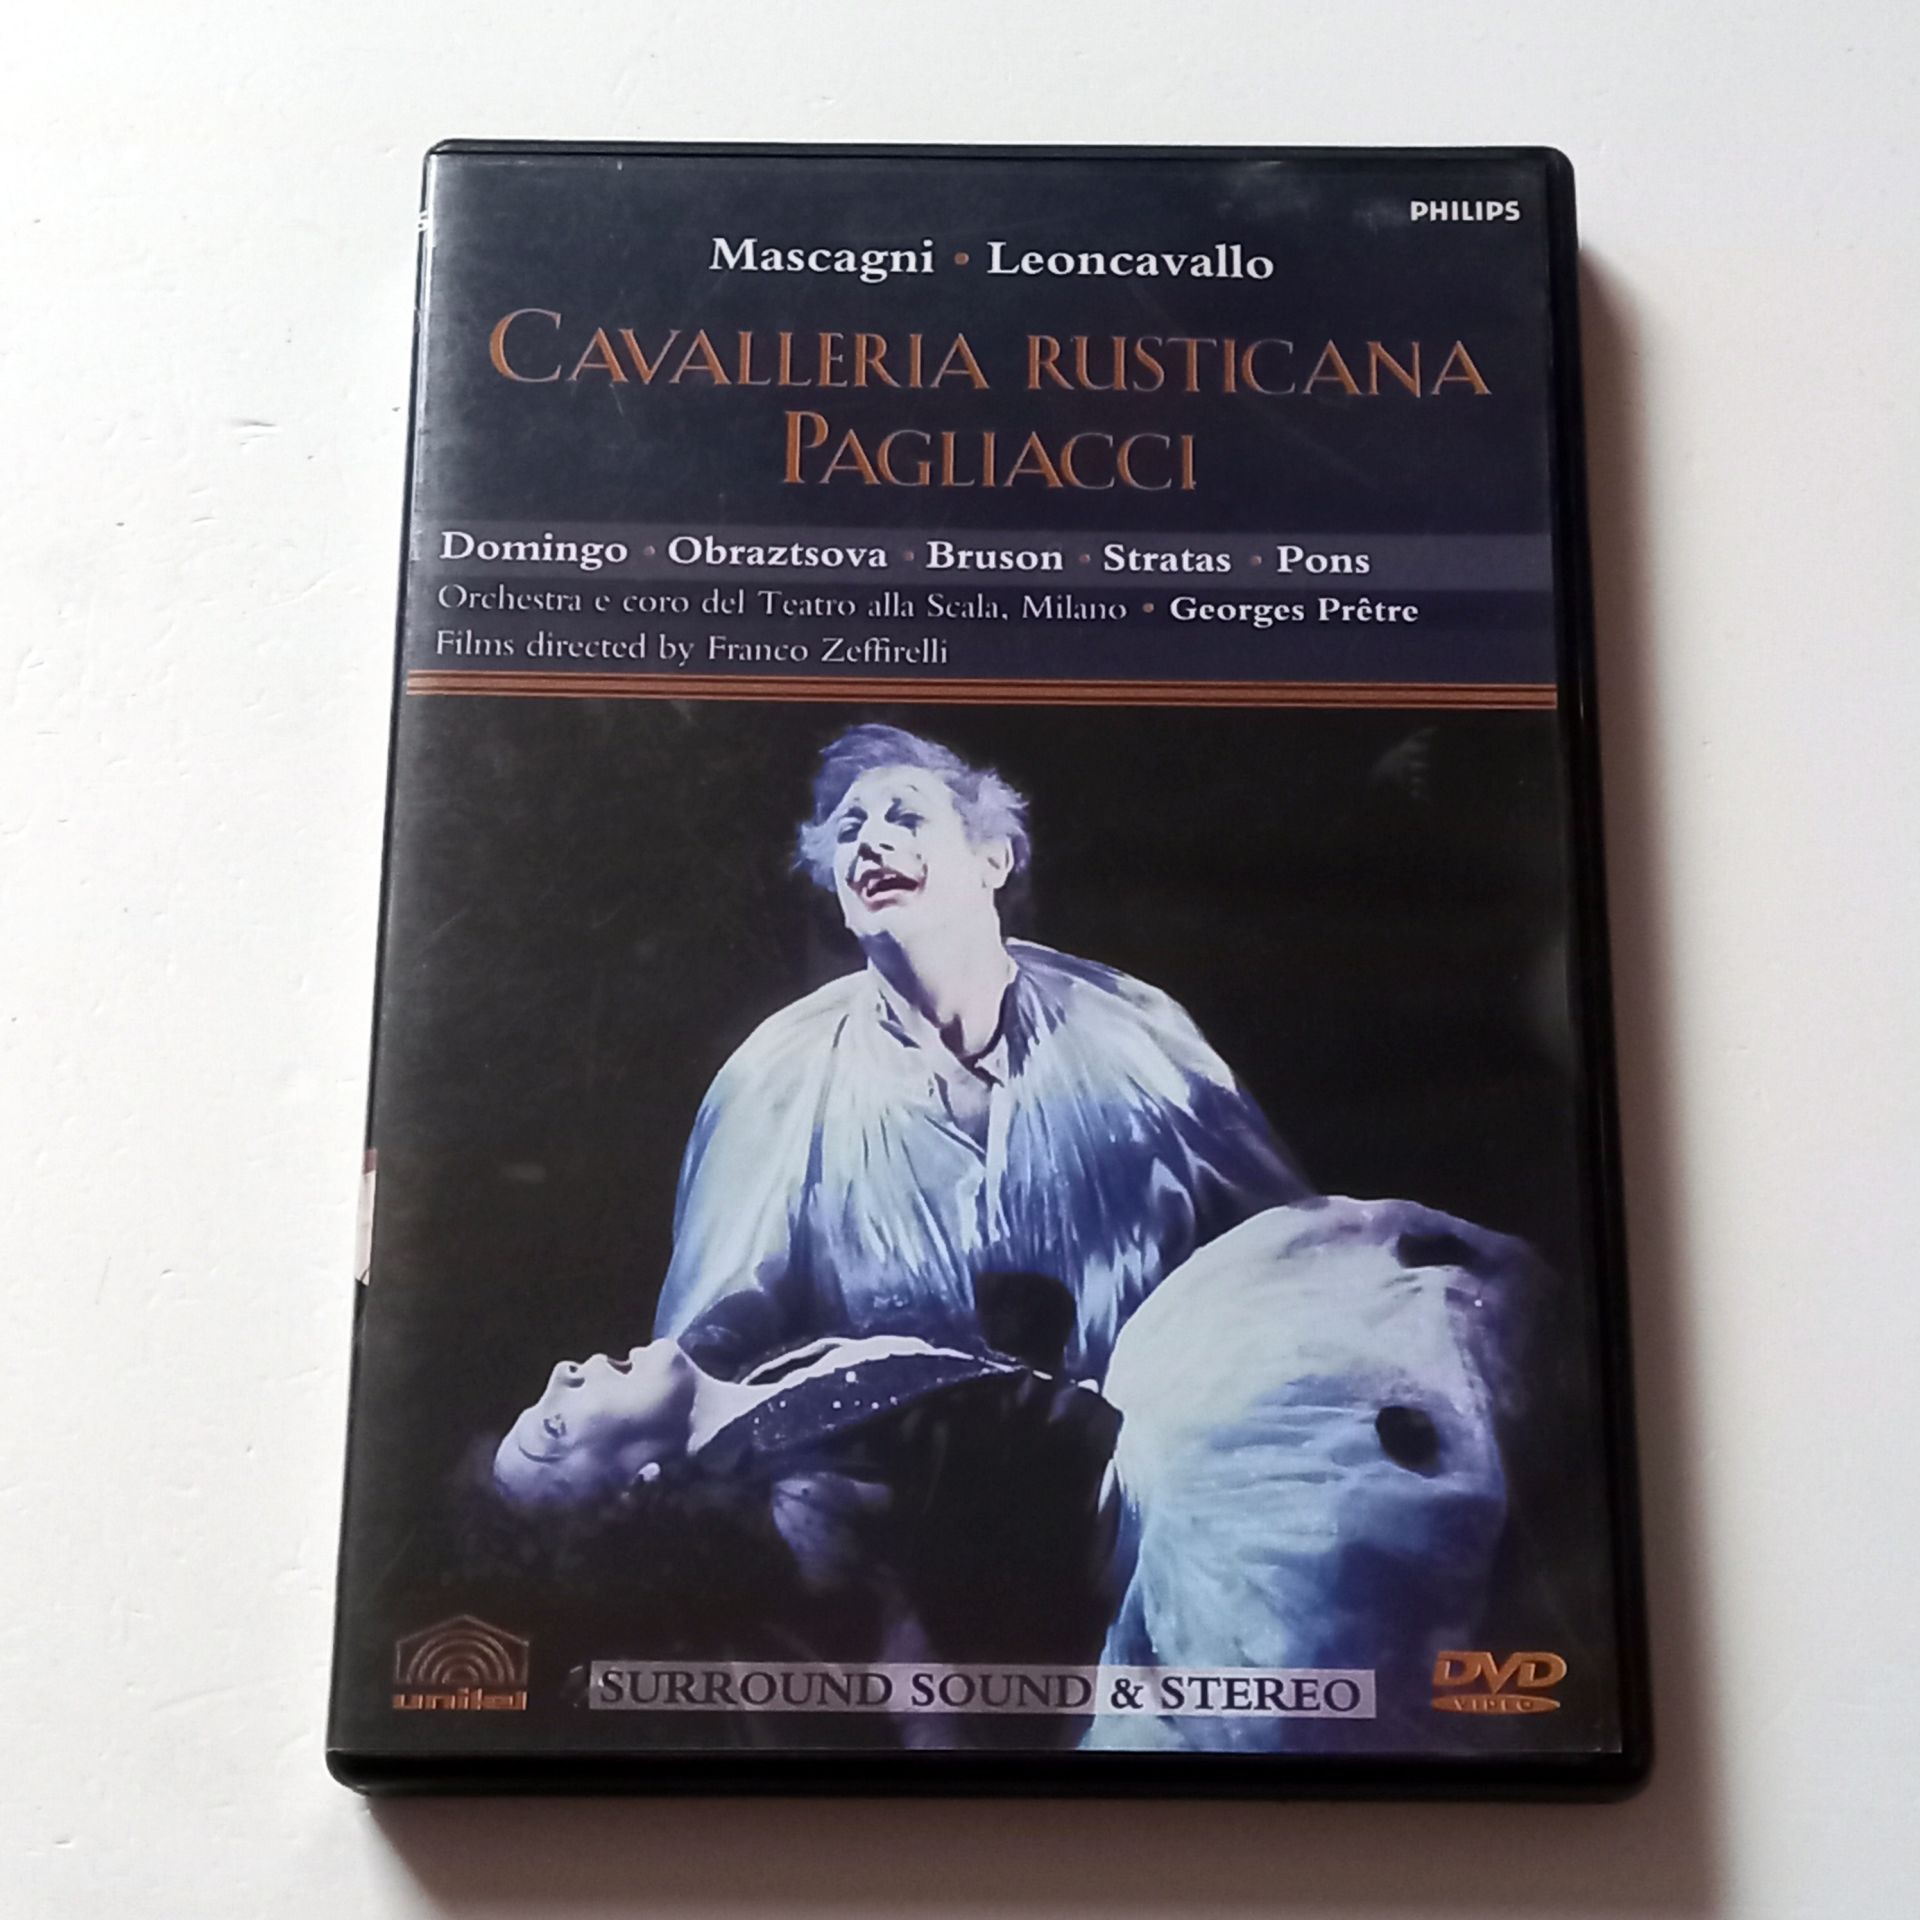 PHILIPS
Mascagni • Leoncavallo
CAVALLERIA RUSTICANA
PAGLIACCI
Domingo • Obraztsova • Bruson • Stratas • Pons
Orchestra e coro del Teatro alla Scala, Milano • Georges Prêtre
Films directed by Franco Zeffirelli
unitel
SURROUND SOUND & STEREO
DVD
VIDEO